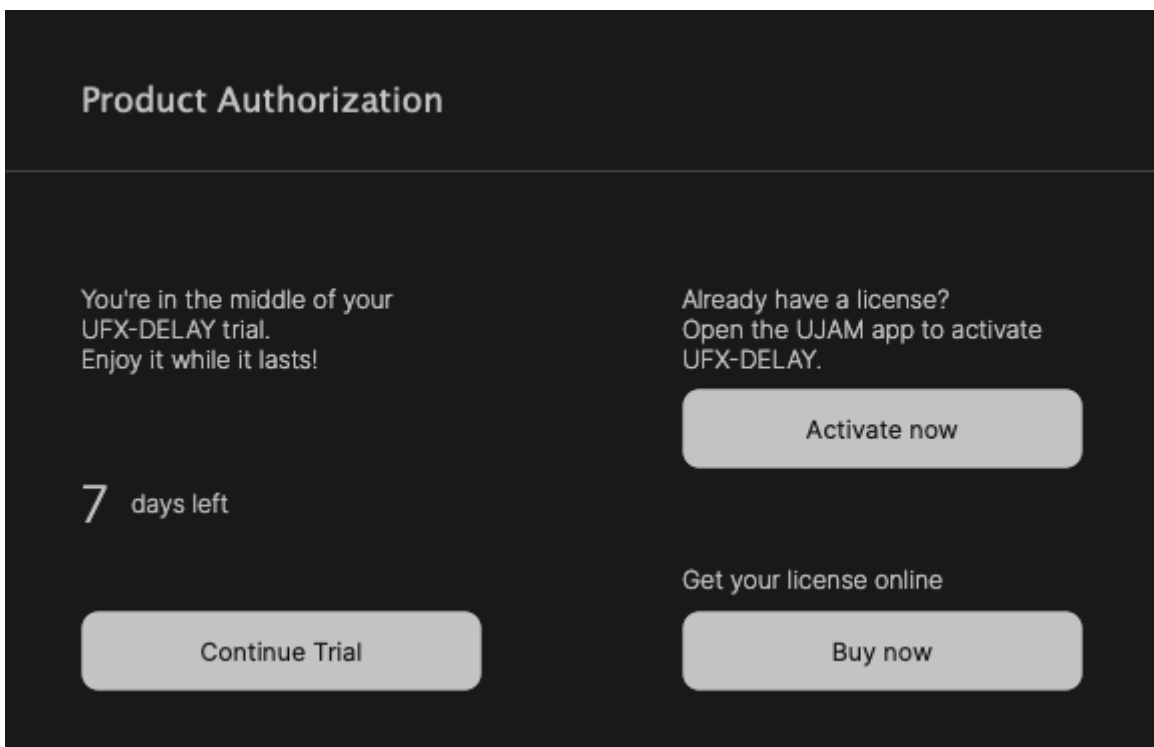 Product Authorization
You're in the middle of your
UFX-DELAY trial.
Enjoy it while it lasts!
7 days left
Continue Trial
Already have a license?
Open the UJAM app to activate
UFX-DELAY.
Activate now
Get your license online
Buy now